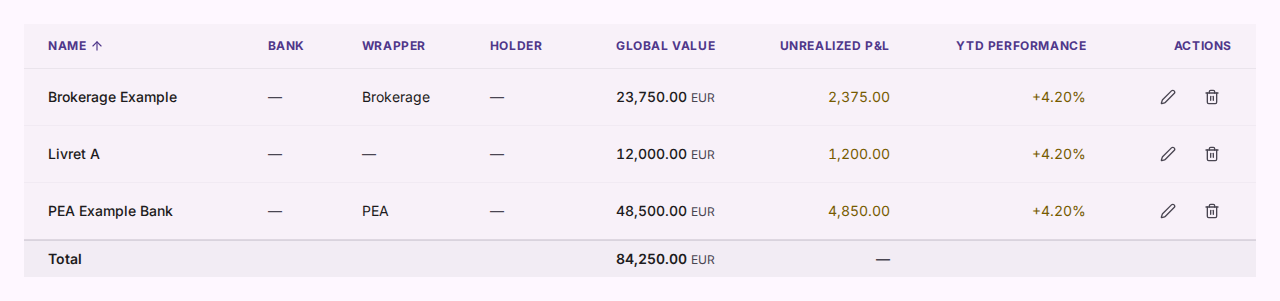 NAME ↑ BANK WRAPPER HOLDER GLOBAL VALUE UNREALIZED P&L YTD PERFORMANCE ACTIONS
Brokerage Example — Brokerage — 23,750.00 EUR 2,375.00 +4.20%
Livret A — — — 12,000.00 EUR 1,200.00 +4.20%
PEA Example Bank — PEA — 48,500.00 EUR 4,850.00 +4.20%
Total 84,250.00 EUR —